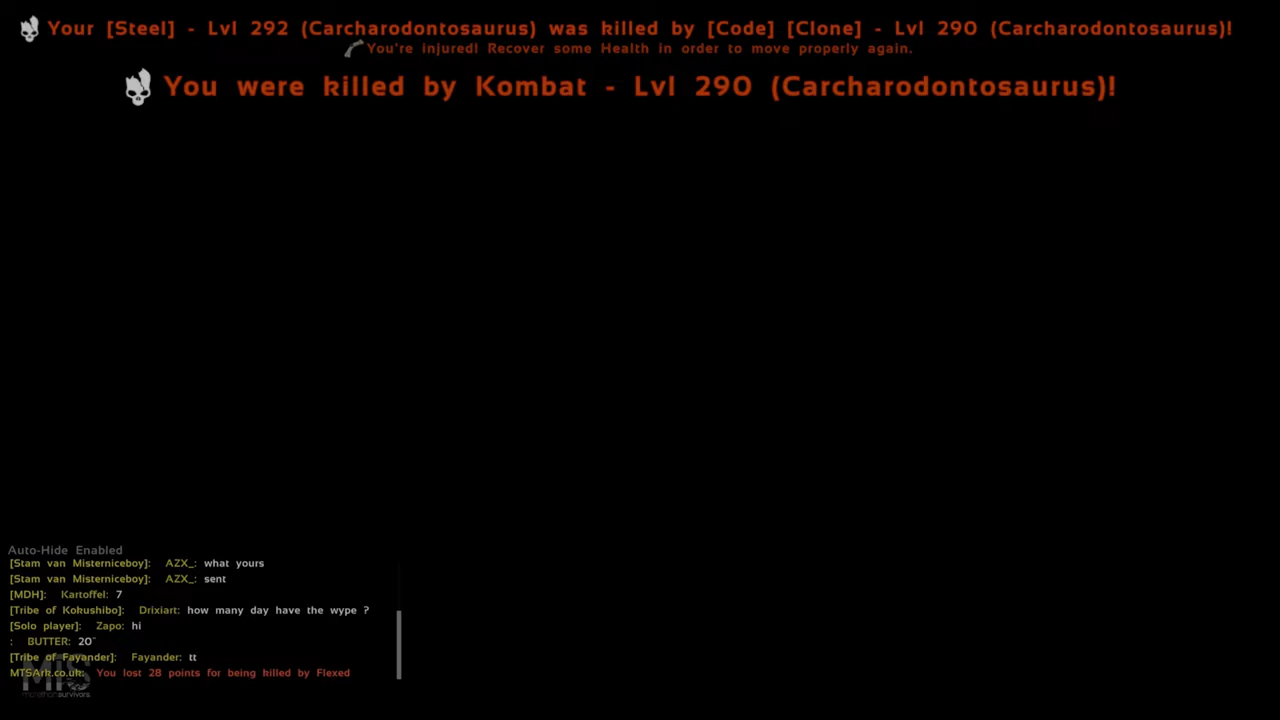 Your [Steel] - Lvl 292 (Carcharodontosaurus) was killed by [Code] [Clone] - Lvl 290 (Carcharodontosaurus)!
You're injured! Recover some Health in order to move properly again.
You were killed by Kombat - Lvl 290 (Carcharodontosaurus)!
Auto-Hide Enabled
[Stam van Misterniceboy]: AZX_: what yours
[Stam van Misterniceboy]: AZX_: sent
[MDH]: Kartoffel: 7
[Tribe of Kokushibo]: Drixiart: how many day have the wype ?
[Solo player]: Zapo: hi
: BUTTER: 20¨
[Tribe of Fayander]: Fayander: tt
MTSArk.co.uk: You lost 28 points for being killed by Flexed
MTS
morethansurvivors.